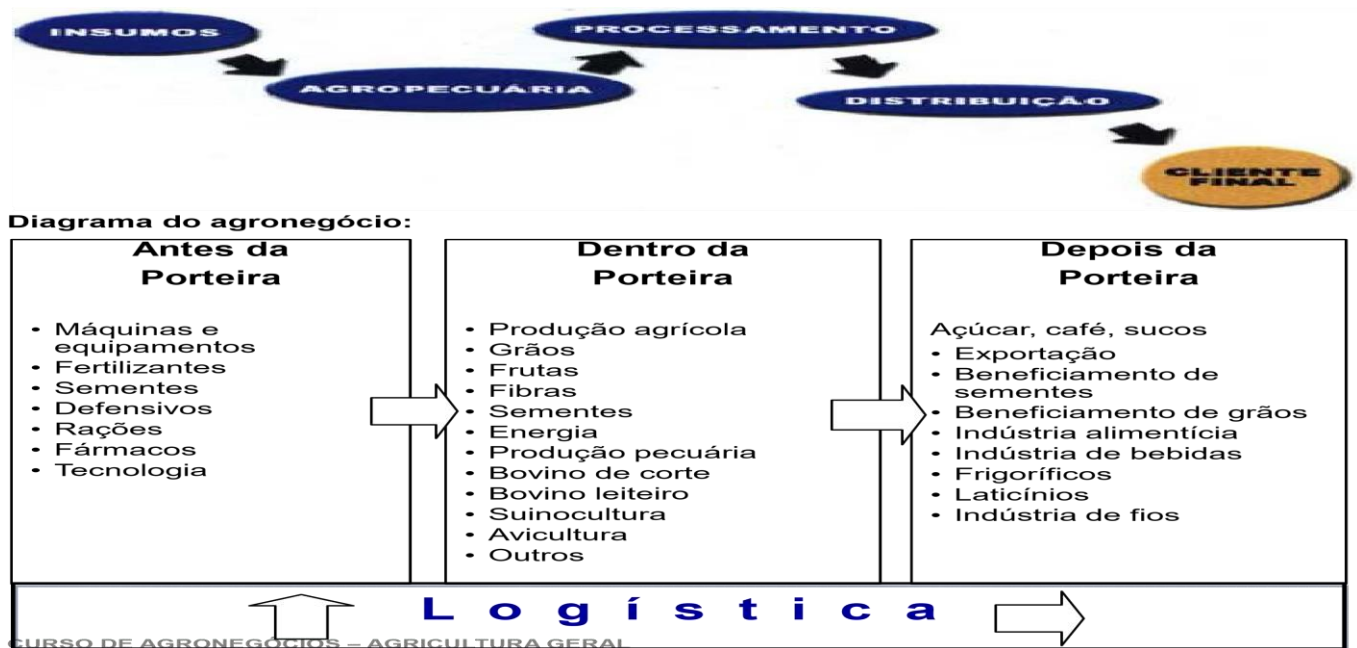 INSUMOS
PROCESSAMENTO
AGROPECUÁRIA
DISTRIBUIÇÃO
CLIENTE
FINAL
Diagrama do agronegócio:
Antes da
Porteira
• Máquinas e
equipamentos
• Fertilizantes
• Sementes
• Defensivos
• Rações
• Fármacos
• Tecnologia
Dentro da
Porteira
• Produção agrícola
• Grãos
• Frutas
• Fibras
• Sementes
• Energia
• Produção pecuária
• Bovino de corte
• Bovino leiteiro
• Suinocultura
• Avicultura
• Outros
Depois da
Porteira
Açúcar, café, sucos
• Exportação
• Beneficiamento de
sementes
• Beneficiamento de grãos
• Indústria alimentícia
• Indústria de bebidas
• Frigoríficos
• Laticínios
• Indústria de fios
Logística
CURSO DE AGRONEGÓCIOS – AGRICULTURA GERAL